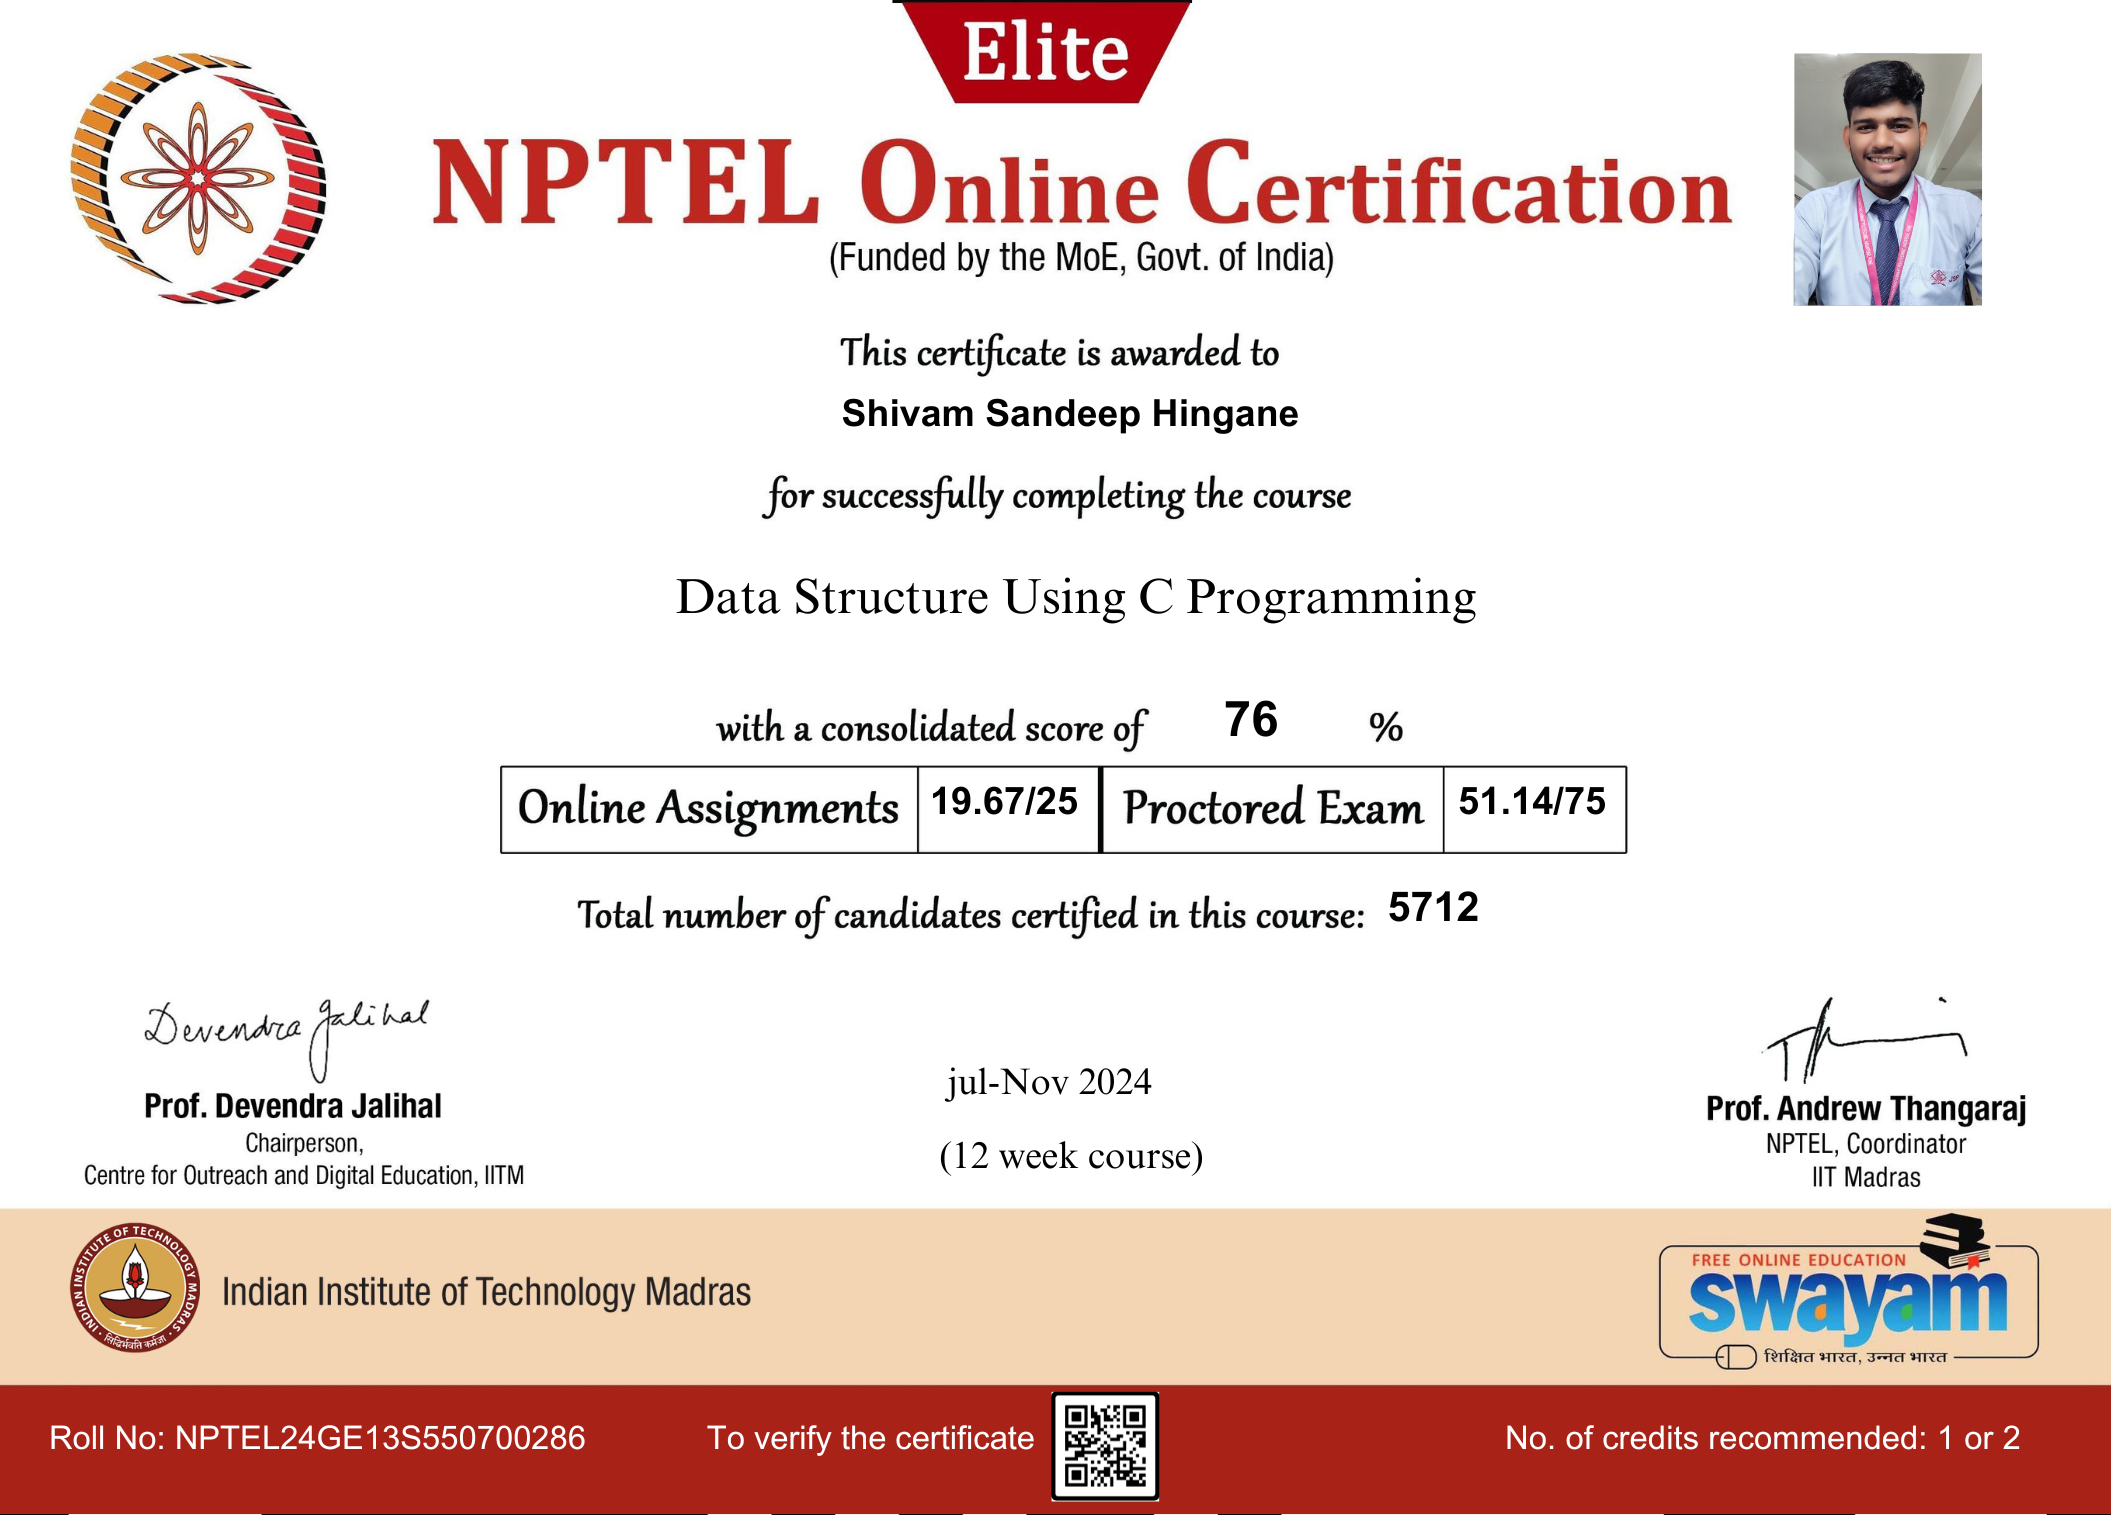 Elite
NPTEL Online Certification
(Funded by the MoE, Govt. of India)
This certificate is awarded to
Shivam Sandeep Hingane
for successfully completing the course
Data Structure Using C Programming
with a consolidated score of 76 %
Online Assignments 19.67/25 Proctored Exam 51.14/75
Total number of candidates certified in this course: 5712
Devendra Jalihal
Prof. Devendra Jalihal
Chairperson,
Centre for Outreach and Digital Education, IITM
jul-Nov 2024
(12 week course)
Prof. Andrew Thangaraj
NPTEL, Coordinator
IIT Madras
INDIAN INSTITUTE OF TECHNOLOGY MADRAS
सिद्धिर्भवति कर्मजा
Indian Institute of Technology Madras
FREE ONLINE EDUCATION
swayam
शिक्षित भारत, उन्नत भारत
Roll No: NPTEL24GE13S550700286
To verify the certificate
No. of credits recommended: 1 or 2